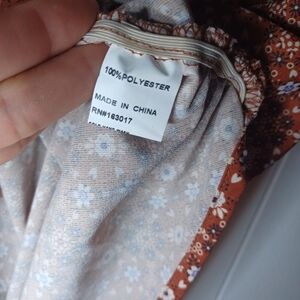 100%POLYESTER
MADE IN CHINA
RN#163017